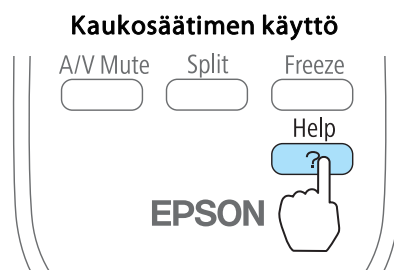 Kaukosäätimen käyttö
A/V Mute Split Freeze
Help
?
EPSON